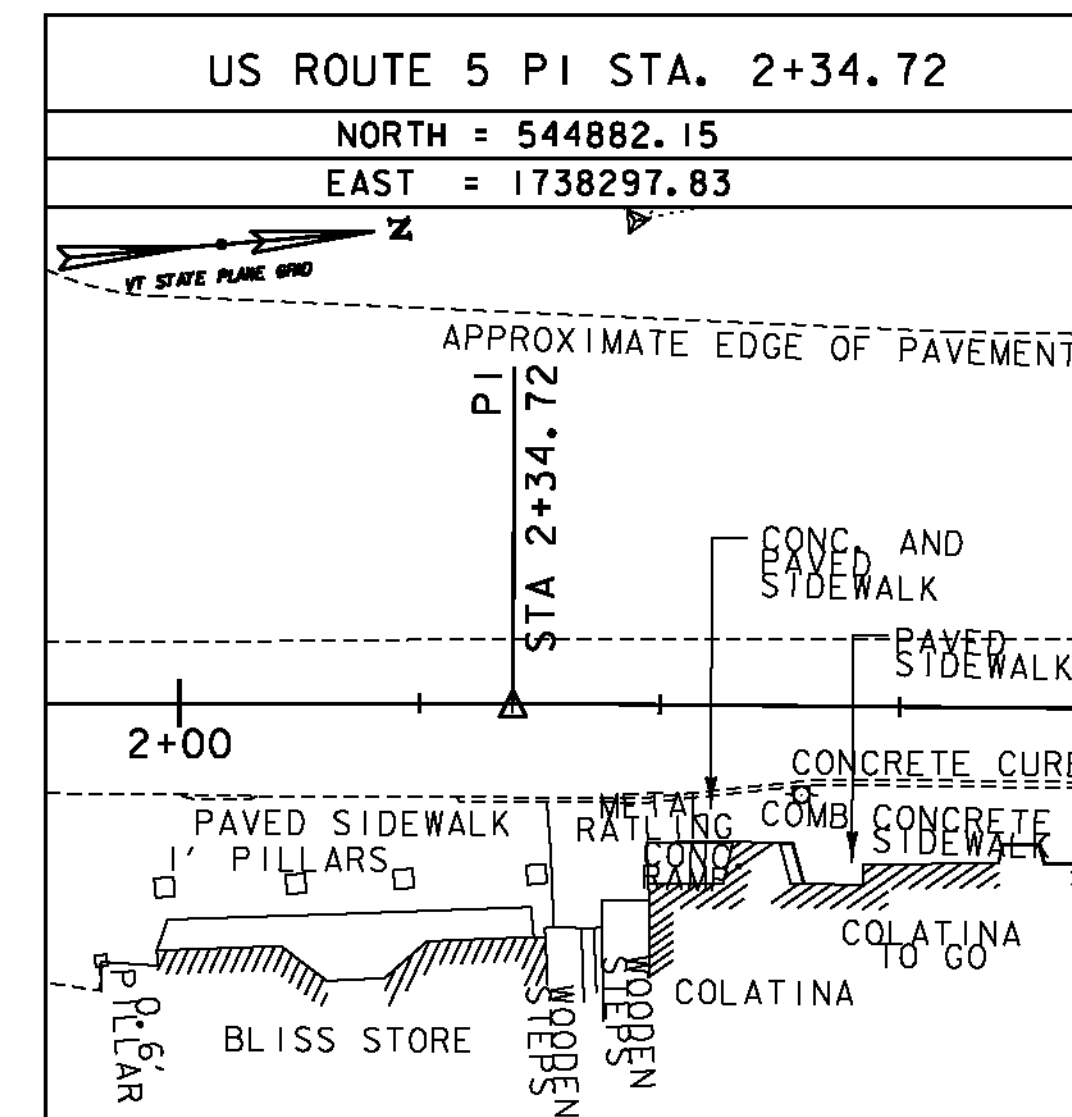 US ROUTE 5 PI STA. 2+34.72
NORTH = 544882.15
EAST = 1738297.83
N
VT STATE PLANE GRID
APPROXIMATE EDGE OF PAVEMENT
PI
STA 2+34.72
CONC. AND
PAVED
SIDEWALK
PAVED
SIDEWALK
2+00
CONCRETE CURB
PAVED SIDEWALK
METAL
RAILING
COMB
CONCRETE
SIDEWALK
1' PILLARS
CONC.
RAMP
COLATINA
TO GO
0.6'
PILLAR
BLISS STORE
WOODEN
STEPS
WOODEN
STEPS
COLATINA